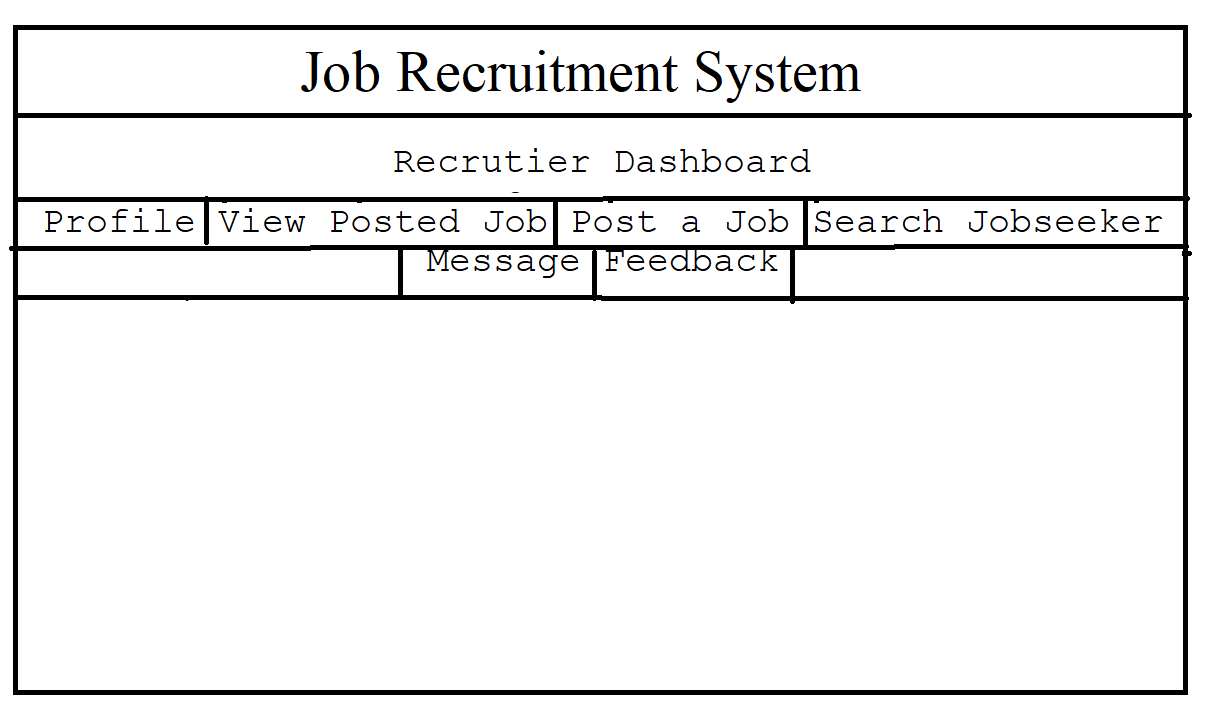 Job Recruitment System
Recrutier Dashboard
Profile View Posted Job Post a Job Search Jobseeker
Message Feedback